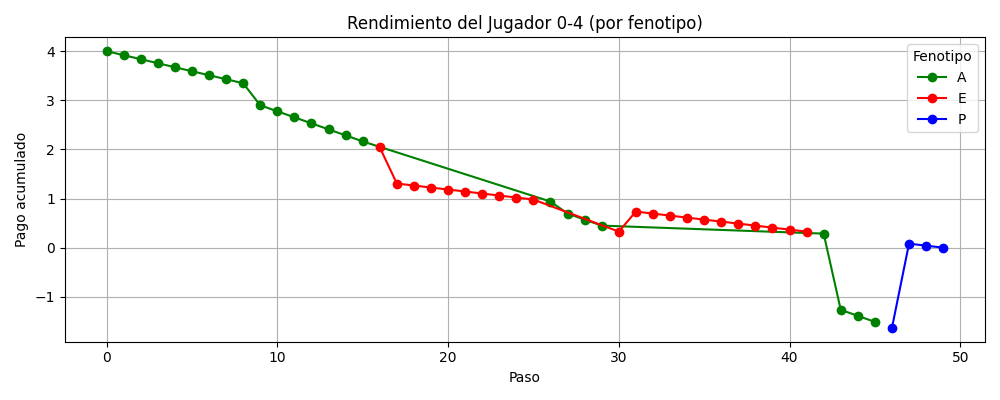 Rendimiento del Jugador 0-4 (por fenotipo)
Pago acumulado
4
3
2
1
0
−1
Fenotipo
A
E
P
0
10
20
30
40
50
Paso